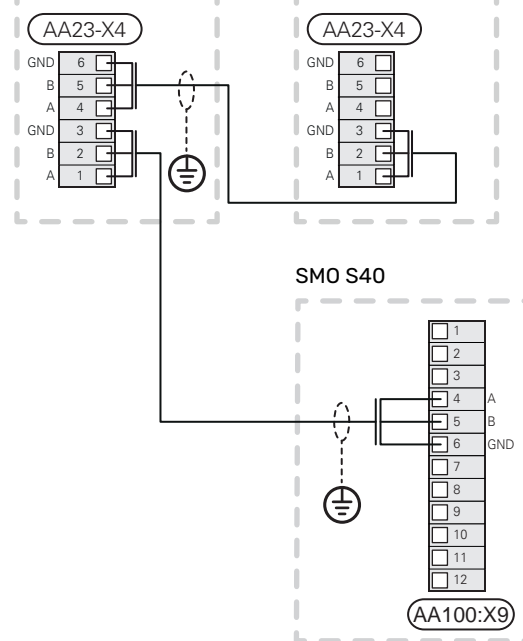 AA23-X4
GND 6
B 5
A 4
GND 3
B 2
A 1
AA23-X4
GND 6
B 5
A 4
GND 3
B 2
A 1
SMO S40
1
2
3
4 A
5 B
6 GND
7
8
9
10
11
12
AA100:X9